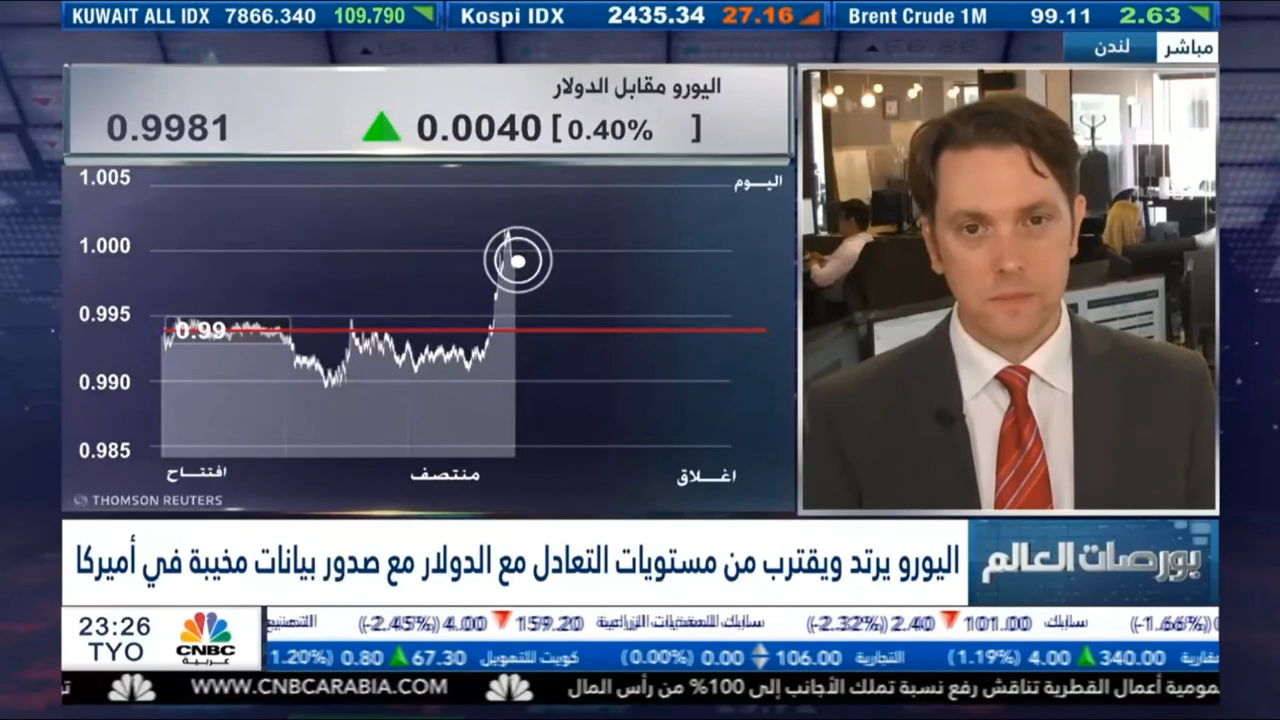 KUWAIT ALL IDX 7866.340 109.790 Kospi IDX 2435.34 27.16 Brent Crude 1M 99.11 2.63
مباشر لندن
اليورو مقابل الدولار
0.9981 0.0040 [0.40% ]
1.005
اليوم
1.000
0.995
0.99
0.990
0.985
افتتاح منتصف اغلاق
THOMSON REUTERS
بورصات العالم
اليورو يرتد ويقترب من مستويات التعادل مع الدولار مع صدور بيانات مخيبة في أميركا
23:26
TYO
CNBC
عربية
(-1.66%) سابك 101.00 2.40 (-2.32%) سابك للمغذيات الزراعية 159.20 4.00 (-2.45%) التصنيع
340.00 4.00 (1.19%) التجارية 106.00 0.00 (0.00%) كويت للتمويل 67.30 0.80 1.20%)
مومية أعمال القطرية تناقش رفع نسبة تملك الأجانب إلى 100% من رأس المال WWW.CNBCARABIA.COM